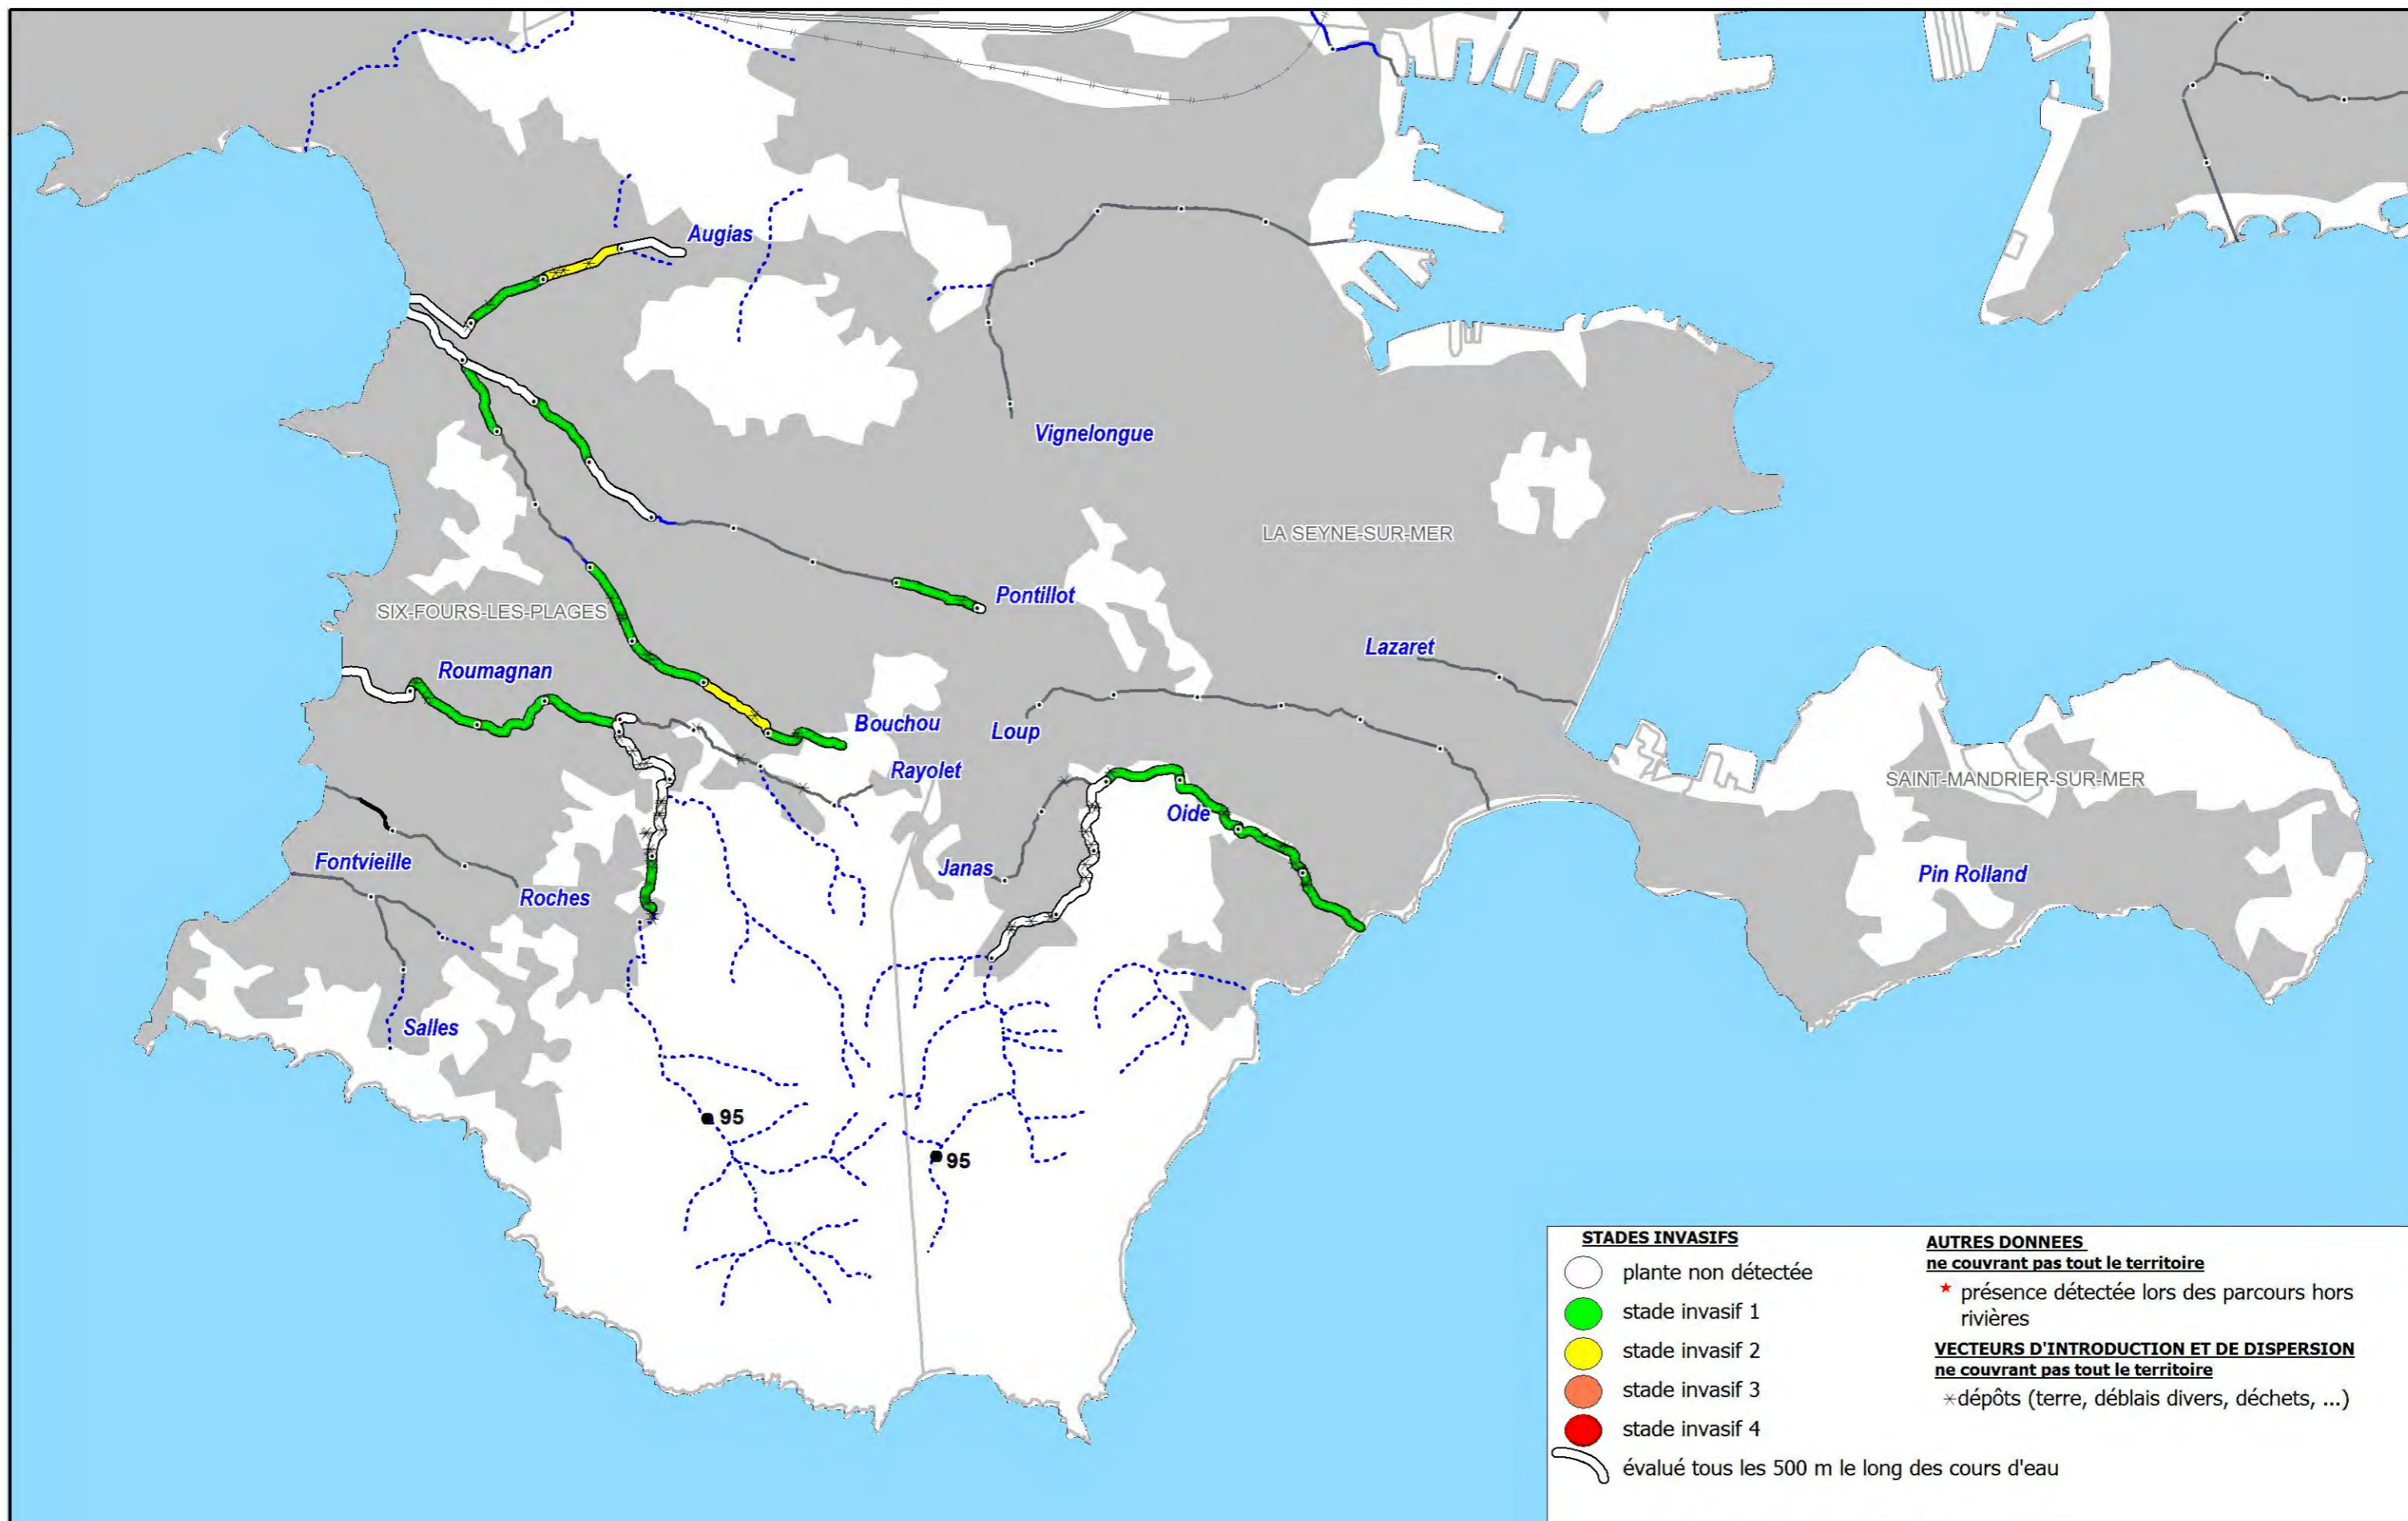 Augias
Vignelongue
LA SEYNE-SUR-MER
Pontillot
SIX-FOURS-LES-PLAGES
Lazaret
Roumagnan
Bouchou
Loup
Rayolet
SAINT-MANDRIER-SUR-MER
Oide
Fontvieille
Janas
Pin Rolland
Roches
Salles
95
95
STADES INVASIFS
plante non détectée
stade invasif 1
stade invasif 2
stade invasif 3
stade invasif 4
évalué tous les 500 m le long des cours d'eau
AUTRES DONNEES
ne couvrant pas tout le territoire
présence détectée lors des parcours hors
rivières
VECTEURS D'INTRODUCTION ET DE DISPERSION
ne couvrant pas tout le territoire
dépôts (terre, déblais divers, déchets, ...)